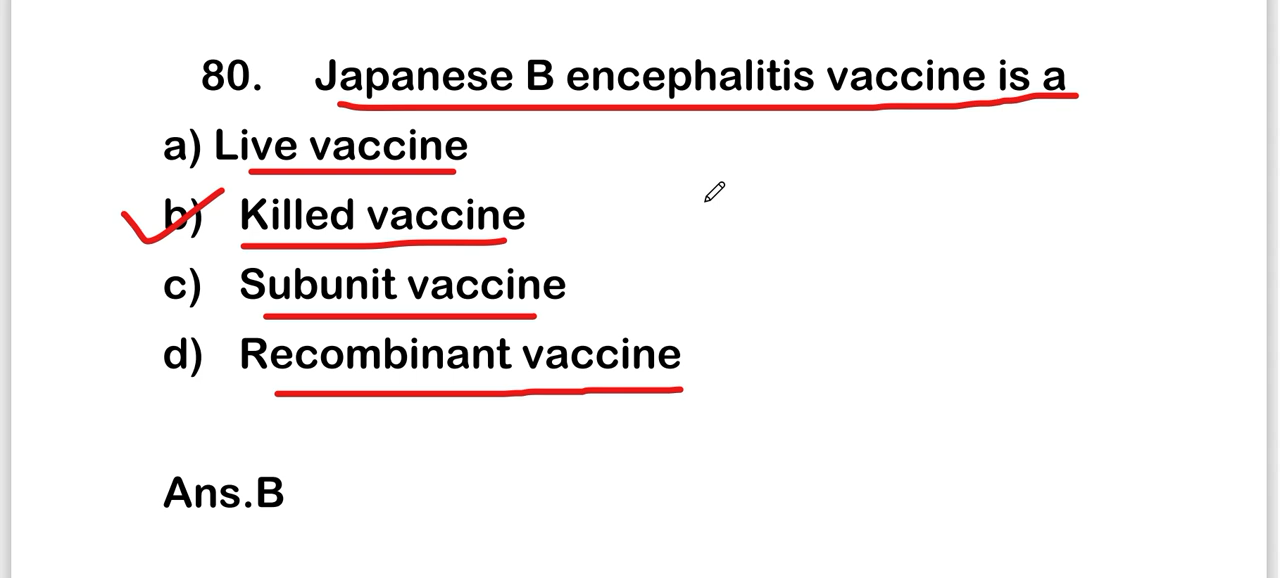 80. Japanese B encephalitis vaccine is a
a) Live vaccine
b) Killed vaccine
c) Subunit vaccine
d) Recombinant vaccine
Ans.B